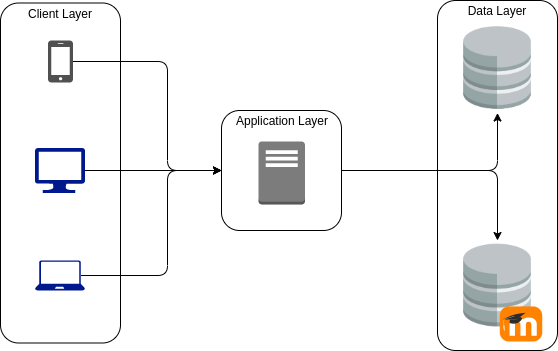 Client Layer
Application Layer
Data Layer
m